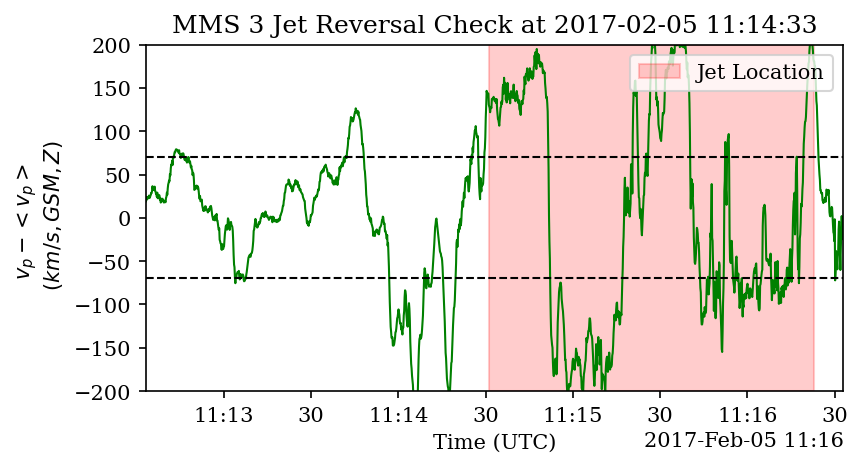 MMS 3 Jet Reversal Check at 2017-02-05 11:14:33
Jet Location
200
150
100
50
0
−50
−100
−150
−200
v_p − <v_p>
(km/s, GSM, Z)
11:13 30 11:14 30 11:15 30 11:16 30
Time (UTC) 2017-Feb-05 11:16